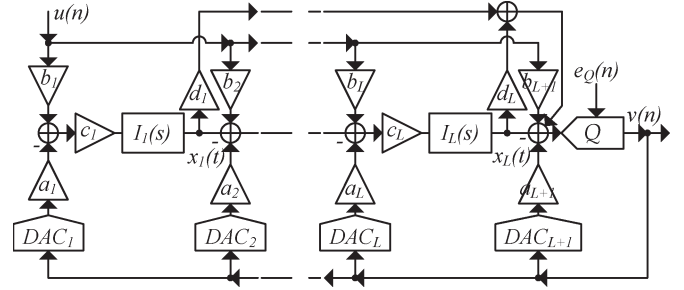 u(n)
b1 d1 b2 bL dL bL+1 eQ(n)
v(n)
- c1 I1(s) - - cL IL(s) - Q
x1(t) xL(t)
a1 a2 aL aL+1
DAC1 DAC2 DACL DACL+1